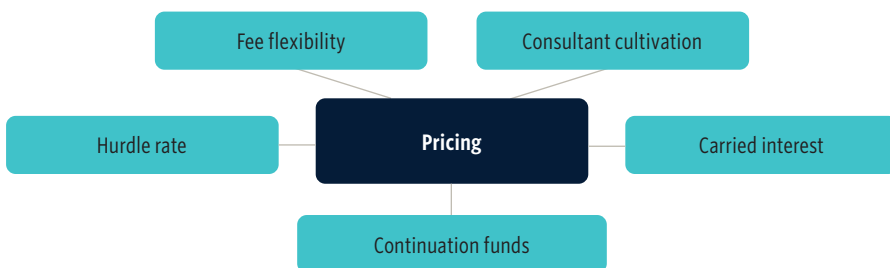 Fee flexibility
Consultant cultivation
Hurdle rate
Pricing
Carried interest
Continuation funds